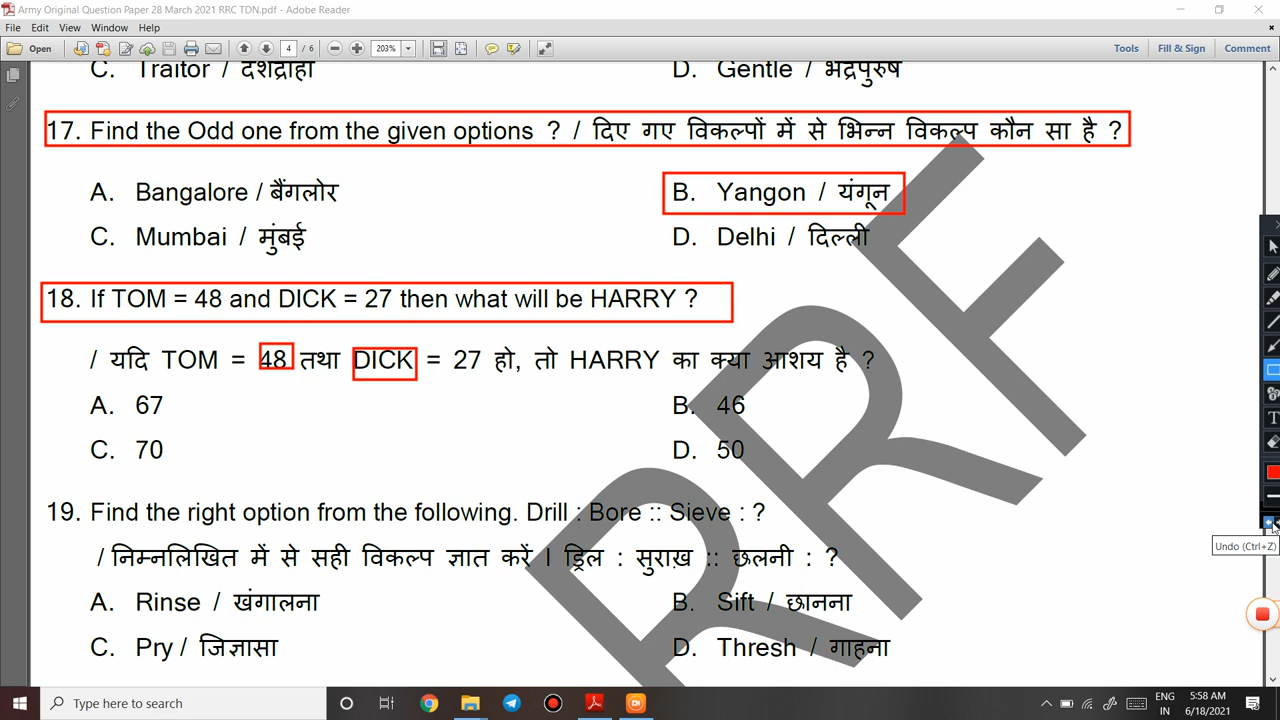 Army Original Question Paper 28 March 2021 RRC TDN.pdf - Adobe Reader
File Edit View Window Help
Open 4 / 6 203% Tools Fill & Sign Comment
C. Traitor / देशद्रोही D. Gentle / भद्रपुरुष
17. Find the Odd one from the given options ? / दिए गए विकल्पों में से भिन्न विकल्प कौन सा है ?
A. Bangalore / बैंगलोर B. Yangon / यंगून
C. Mumbai / मुंबई D. Delhi / दिल्ली
18. If TOM = 48 and DICK = 27 then what will be HARRY ?
/ यदि TOM = 48 तथा DICK = 27 हो, तो HARRY का क्या आशय है ?
A. 67 B. 46
C. 70 D. 50
19. Find the right option from the following. Drill : Bore :: Sieve : ?
/ निम्नलिखित में से सही विकल्प ज्ञात करें । ड्रिल : सुराख़ :: छलनी : ?
Undo (Ctrl+Z)
A. Rinse / खंगालना B. Sift / छानना
C. Pry / जिज्ञासा D. Thresh / गाहना
RRF
Type here to search ENG 5:58 AM
IN 6/18/2021